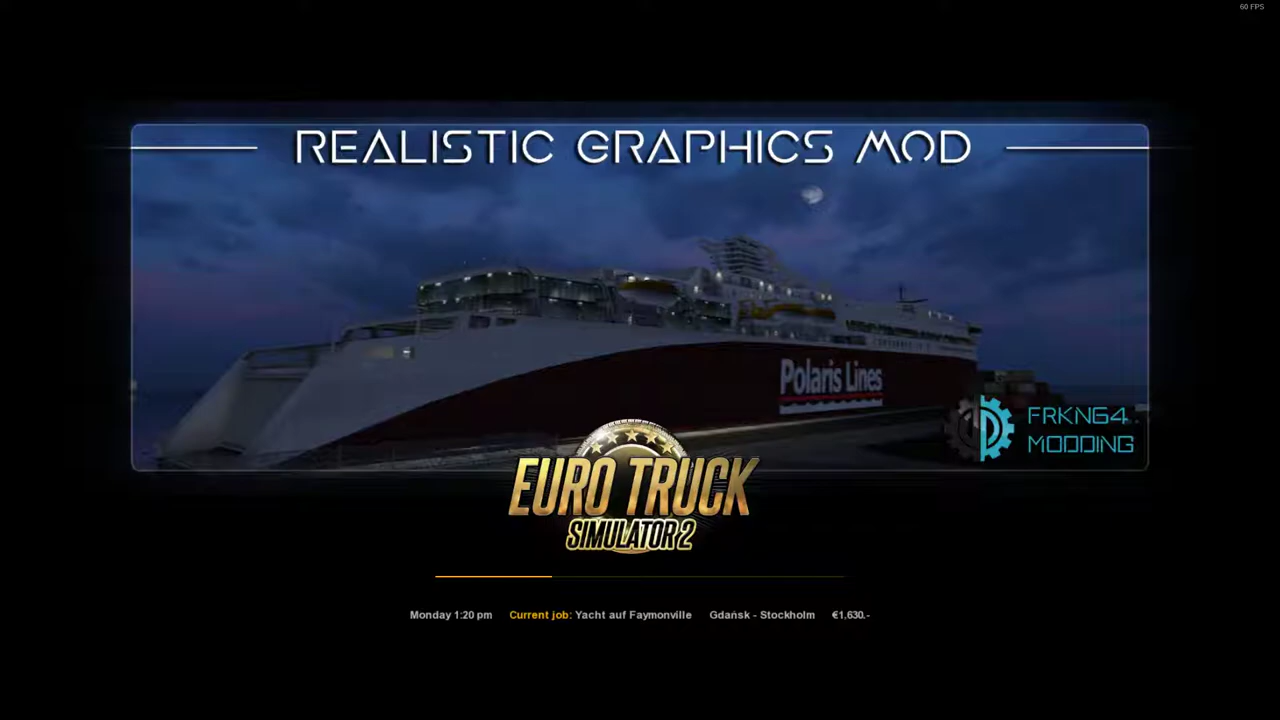 60 FPS
REALISTIC GRAPHICS MOD
Polaris Lines
FRKN64
MODDING
EURO TRUCK
SIMULATOR 2
Monday 1:20 pm Current job: Yacht auf Faymonville Gdańsk - Stockholm €1,630.-